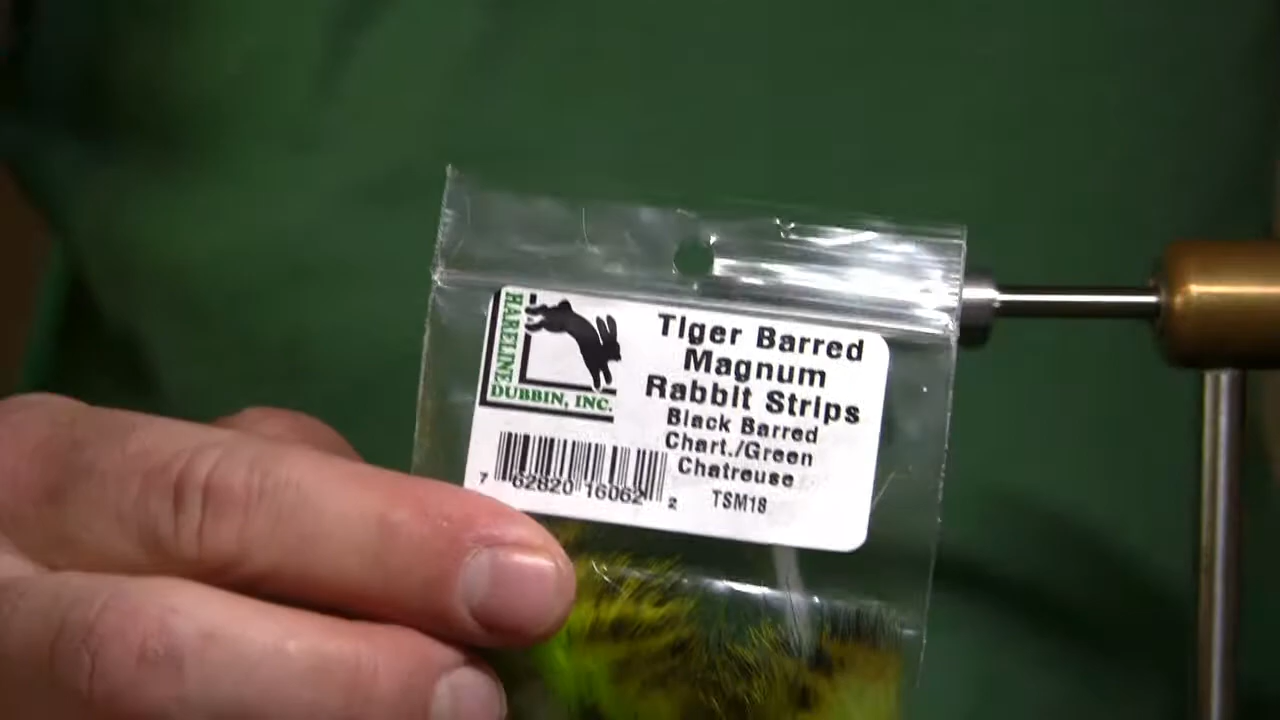 HARELINE
DUBBIN, INC.
Tiger Barred
Magnum
Rabbit Strips
Black Barred
Chart./Green
Chatreuse
TSM18
7 62820 16062 2